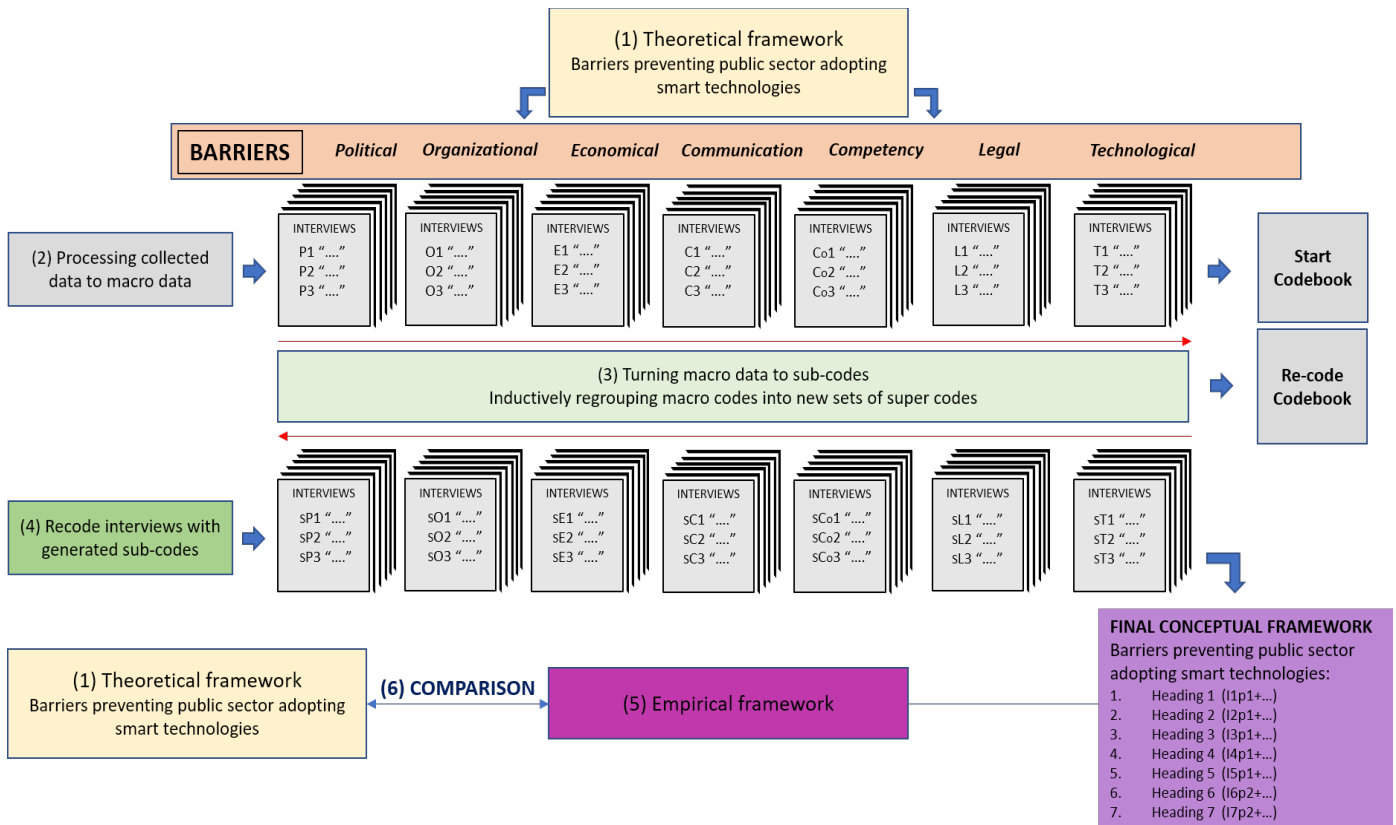 (1) Theoretical framework
Barriers preventing public sector adopting
smart technologies
BARRIERS Political Organizational Economical Communication Competency Legal Technological
(2) Processing collected
data to macro data
INTERVIEWS
P1 “....”
P2 “....”
P3 “....”
INTERVIEWS
O1 “....”
O2 “....”
O3 “....”
INTERVIEWS
E1 “....”
E2 “....”
E3 “....”
INTERVIEWS
C1 “....”
C2 “....”
C3 “....”
INTERVIEWS
Co1 “....”
Co2 “....”
Co3 “....”
INTERVIEWS
L1 “....”
L2 “....”
L3 “....”
INTERVIEWS
T1 “....”
T2 “....”
T3 “....”
Start
Codebook
(3) Turning macro data to sub-codes
Inductively regrouping macro codes into new sets of super codes
Re-code
Codebook
(4) Recode interviews with
generated sub-codes
INTERVIEWS
sP1 “....”
sP2 “....”
sP3 “....”
INTERVIEWS
sO1 “....”
sO2 “....”
sO3 “....”
INTERVIEWS
sE1 “....”
sE2 “....”
sE3 “....”
INTERVIEWS
sC1 “....”
sC2 “....”
sC3 “....”
INTERVIEWS
sCo1 “....”
sCo2 “....”
sCo3 “....”
INTERVIEWS
sL1 “....”
sL2 “....”
sL3 “....”
INTERVIEWS
sT1 “....”
sT2 “....”
sT3 “....”
(1) Theoretical framework
Barriers preventing public sector adopting
smart technologies
(6) COMPARISON
(5) Empirical framework
FINAL CONCEPTUAL FRAMEWORK
Barriers preventing public sector
adopting smart technologies:
1. Heading 1 (I1p1+...)
2. Heading 2 (I2p1+...)
3. Heading 3 (I3p1+...)
4. Heading 4 (I4p1+...)
5. Heading 5 (I5p1+...)
6. Heading 6 (I6p2+...)
7. Heading 7 (I7p2+...)